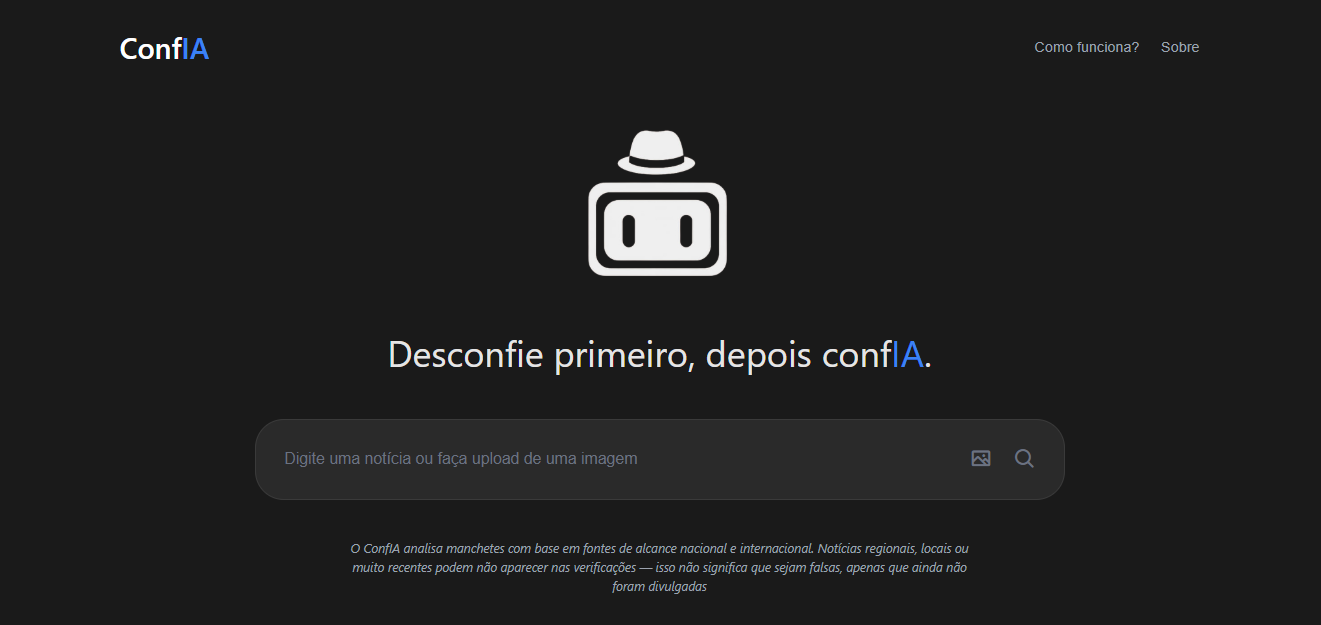 ConfIA
Como funciona?
Sobre
Desconfie primeiro, depois confIA.
Digite uma notícia ou faça upload de uma imagem
O ConfIA analisa manchetes com base em fontes de alcance nacional e internacional. Notícias regionais, locais ou
muito recentes podem não aparecer nas verificações — isso não significa que sejam falsas, apenas que ainda não
foram divulgadas